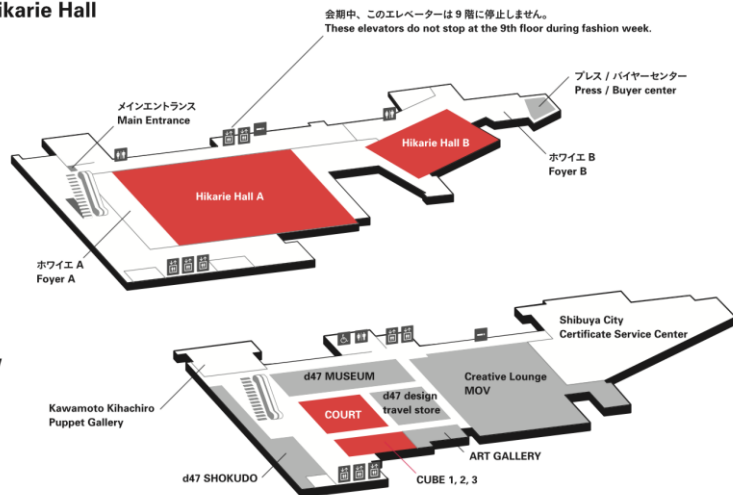 ikarie Hall
会期中、このエレベーターは 9 階に停止しません。
These elevators do not stop at the 9th floor during fashion week.
プレス / バイヤーセンター
Press / Buyer center
メインエントランス
Main Entrance
Hikarie Hall B
ホワイエ B
Foyer B
Hikarie Hall A
ホワイエ A
Foyer A
Shibuya City
Certificate Service Center
d47 MUSEUM
Creative Lounge
MOV
d47 design
travel store
Kawamoto Kihachiro
Puppet Gallery
COURT
ART GALLERY
d47 SHOKUDO
CUBE 1, 2, 3